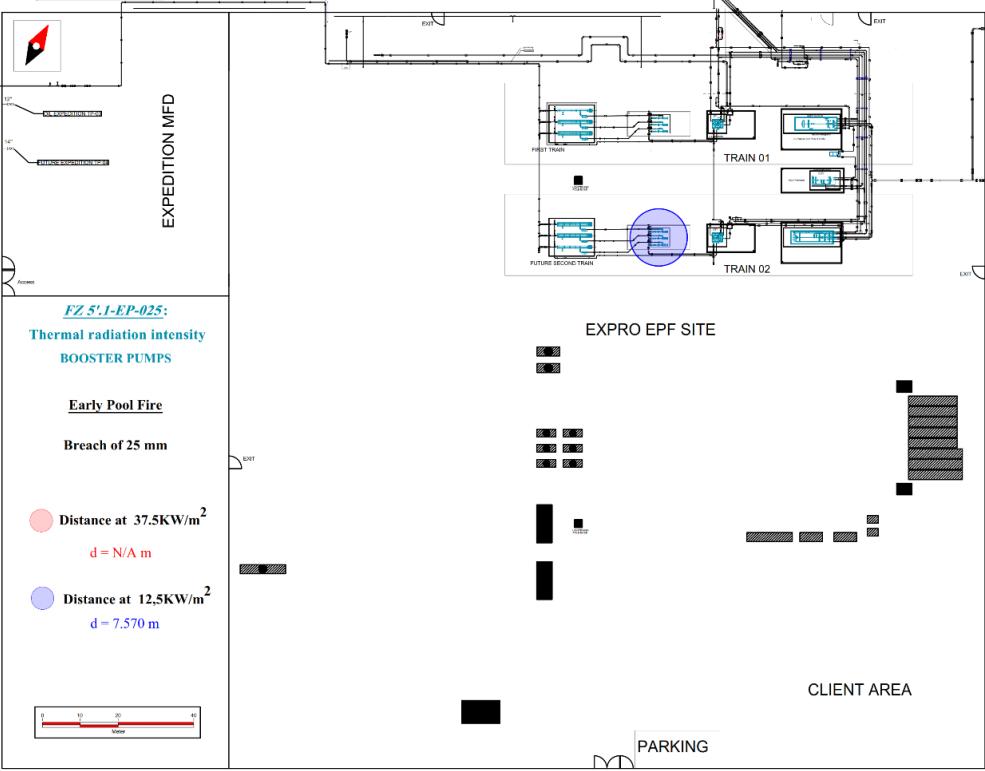 EXIT
EXIT
12"
14"
EXPEDITION MFD
FIRST TRAIN
TRAIN 01
FUTURE SECOND TRAIN
TRAIN 02
Access
EXIT
FZ 5'.1-EP-025:
Thermal radiation intensity
BOOSTER PUMPS
Early Pool Fire
Breach of 25 mm
Distance at 37.5KW/m2
d = N/A m
Distance at 12,5KW/m2
d = 7.570 m
0 10 20 40
Meter
EXPRO EPF SITE
EXIT
CLIENT AREA
PARKING